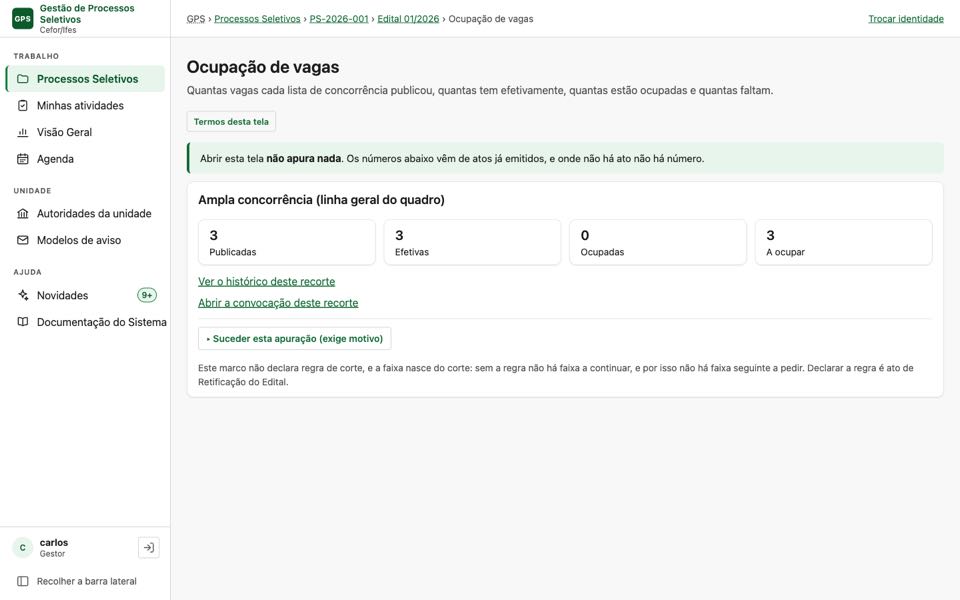 GPS
Gestão de Processos
Seletivos
Cefor/Ifes
GPS › Processos Seletivos › PS-2026-001 › Edital 01/2026 › Ocupação de vagas
Trocar identidade
TRABALHO
Processos Seletivos
Minhas atividades
Visão Geral
Agenda
UNIDADE
Autoridades da unidade
Modelos de aviso
AJUDA
Novidades
9+
Documentação do Sistema
Ocupação de vagas
Quantas vagas cada lista de concorrência publicou, quantas tem efetivamente, quantas estão ocupadas e quantas faltam.
Termos desta tela
Abrir esta tela não apura nada. Os números abaixo vêm de atos já emitidos, e onde não há ato não há número.
Ampla concorrência (linha geral do quadro)
3
Publicadas
3
Efetivas
0
Ocupadas
3
A ocupar
Ver o histórico deste recorte
Abrir a convocação deste recorte
▸ Suceder esta apuração (exige motivo)
Este marco não declara regra de corte, e a faixa nasce do corte: sem a regra não há faixa a continuar, e por isso não há faixa seguinte a pedir. Declarar a regra é ato de
Retificação do Edital.
C
carlos
Gestor
Recolher a barra lateral